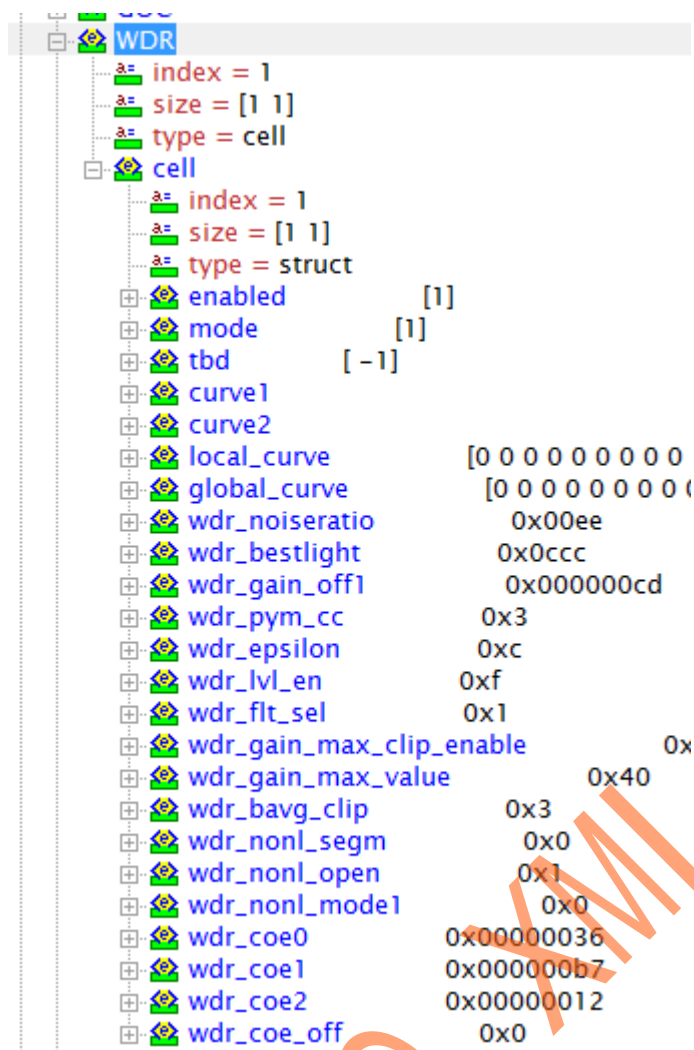 WDR
index = 1
size = [1 1]
type = cell
cell
index = 1
size = [1 1]
type = struct
enabled [1]
mode [1]
tbd [ -1]
curve1
curve2
local_curve [0 0 0 0 0 0 0 0 0
global_curve [0 0 0 0 0 0 0 0
wdr_noiseratio 0x00ee
wdr_bestlight 0x0ccc
wdr_gain_off1 0x000000cd
wdr_pym_cc 0x3
wdr_epsilon 0xc
wdr_lvl_en 0xf
wdr_flt_sel 0x1
wdr_gain_max_clip_enable 0x
wdr_gain_max_value 0x40
wdr_bavg_clip 0x3
wdr_nonl_segm 0x0
wdr_nonl_open 0x1
wdr_nonl_mode1 0x0
wdr_coe0 0x00000036
wdr_coe1 0x000000b7
wdr_coe2 0x00000012
wdr_coe_off 0x0
XMI